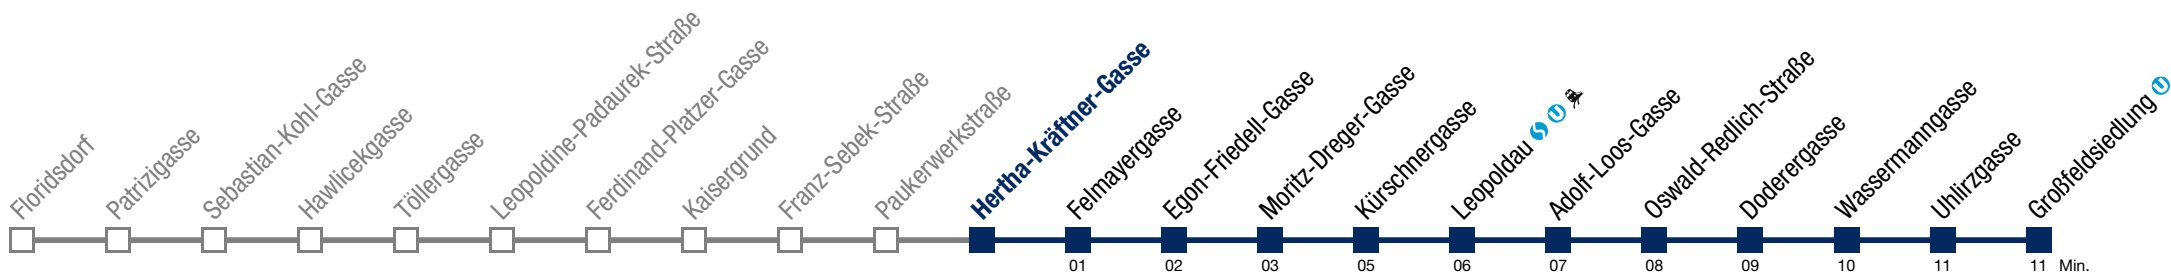 Floridsdorf
Patrizigasse
Sebastian-Kohl-Gasse
Hawlicekgasse
Töllergasse
Leopoldine-Padaurek-Straße
Ferdinand-Platzer-Gasse
Kaisergrund
Franz-Sebek-Straße
Paukerwerkstraße
Hertha-Kräftner-Gasse
Felmayergasse
Egon-Friedell-Gasse
Moritz-Dreger-Gasse
Kürschnergasse
Leopoldau S U
Adolf-Loos-Gasse
Oswald-Redlich-Straße
Doderergasse
Wassermanngasse
Uhlirzgasse
Großfeldsiedlung U
01 02 03 05 06 07 08 09 10 11 11 Min.